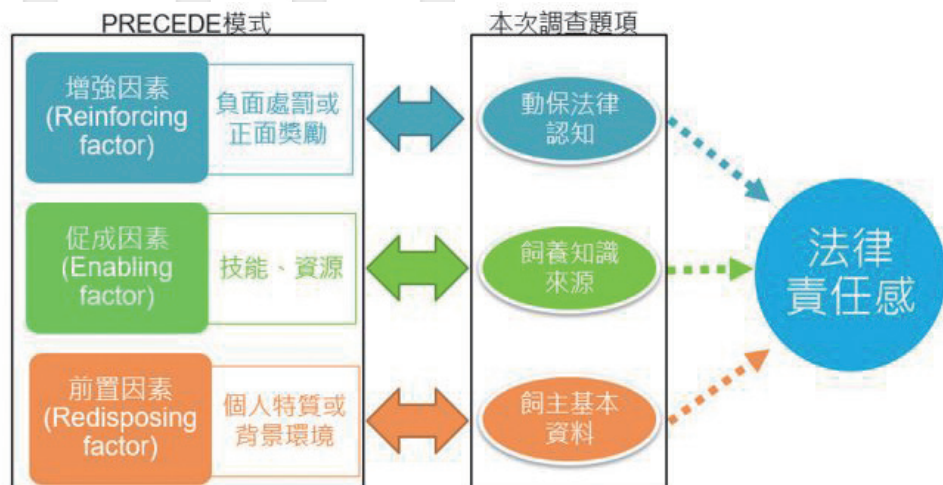 PRECEDE模式
本次調查題項
增強因素
(Reinforcing
factor)
負面處罰或
正面獎勵
動保法律
認知
促成因素
(Enabling
factor)
技能、資源
飼養知識
來源
前置因素
(Redisposing
factor)
個人特質或
背景環境
飼主基本
資料
法律
責任感